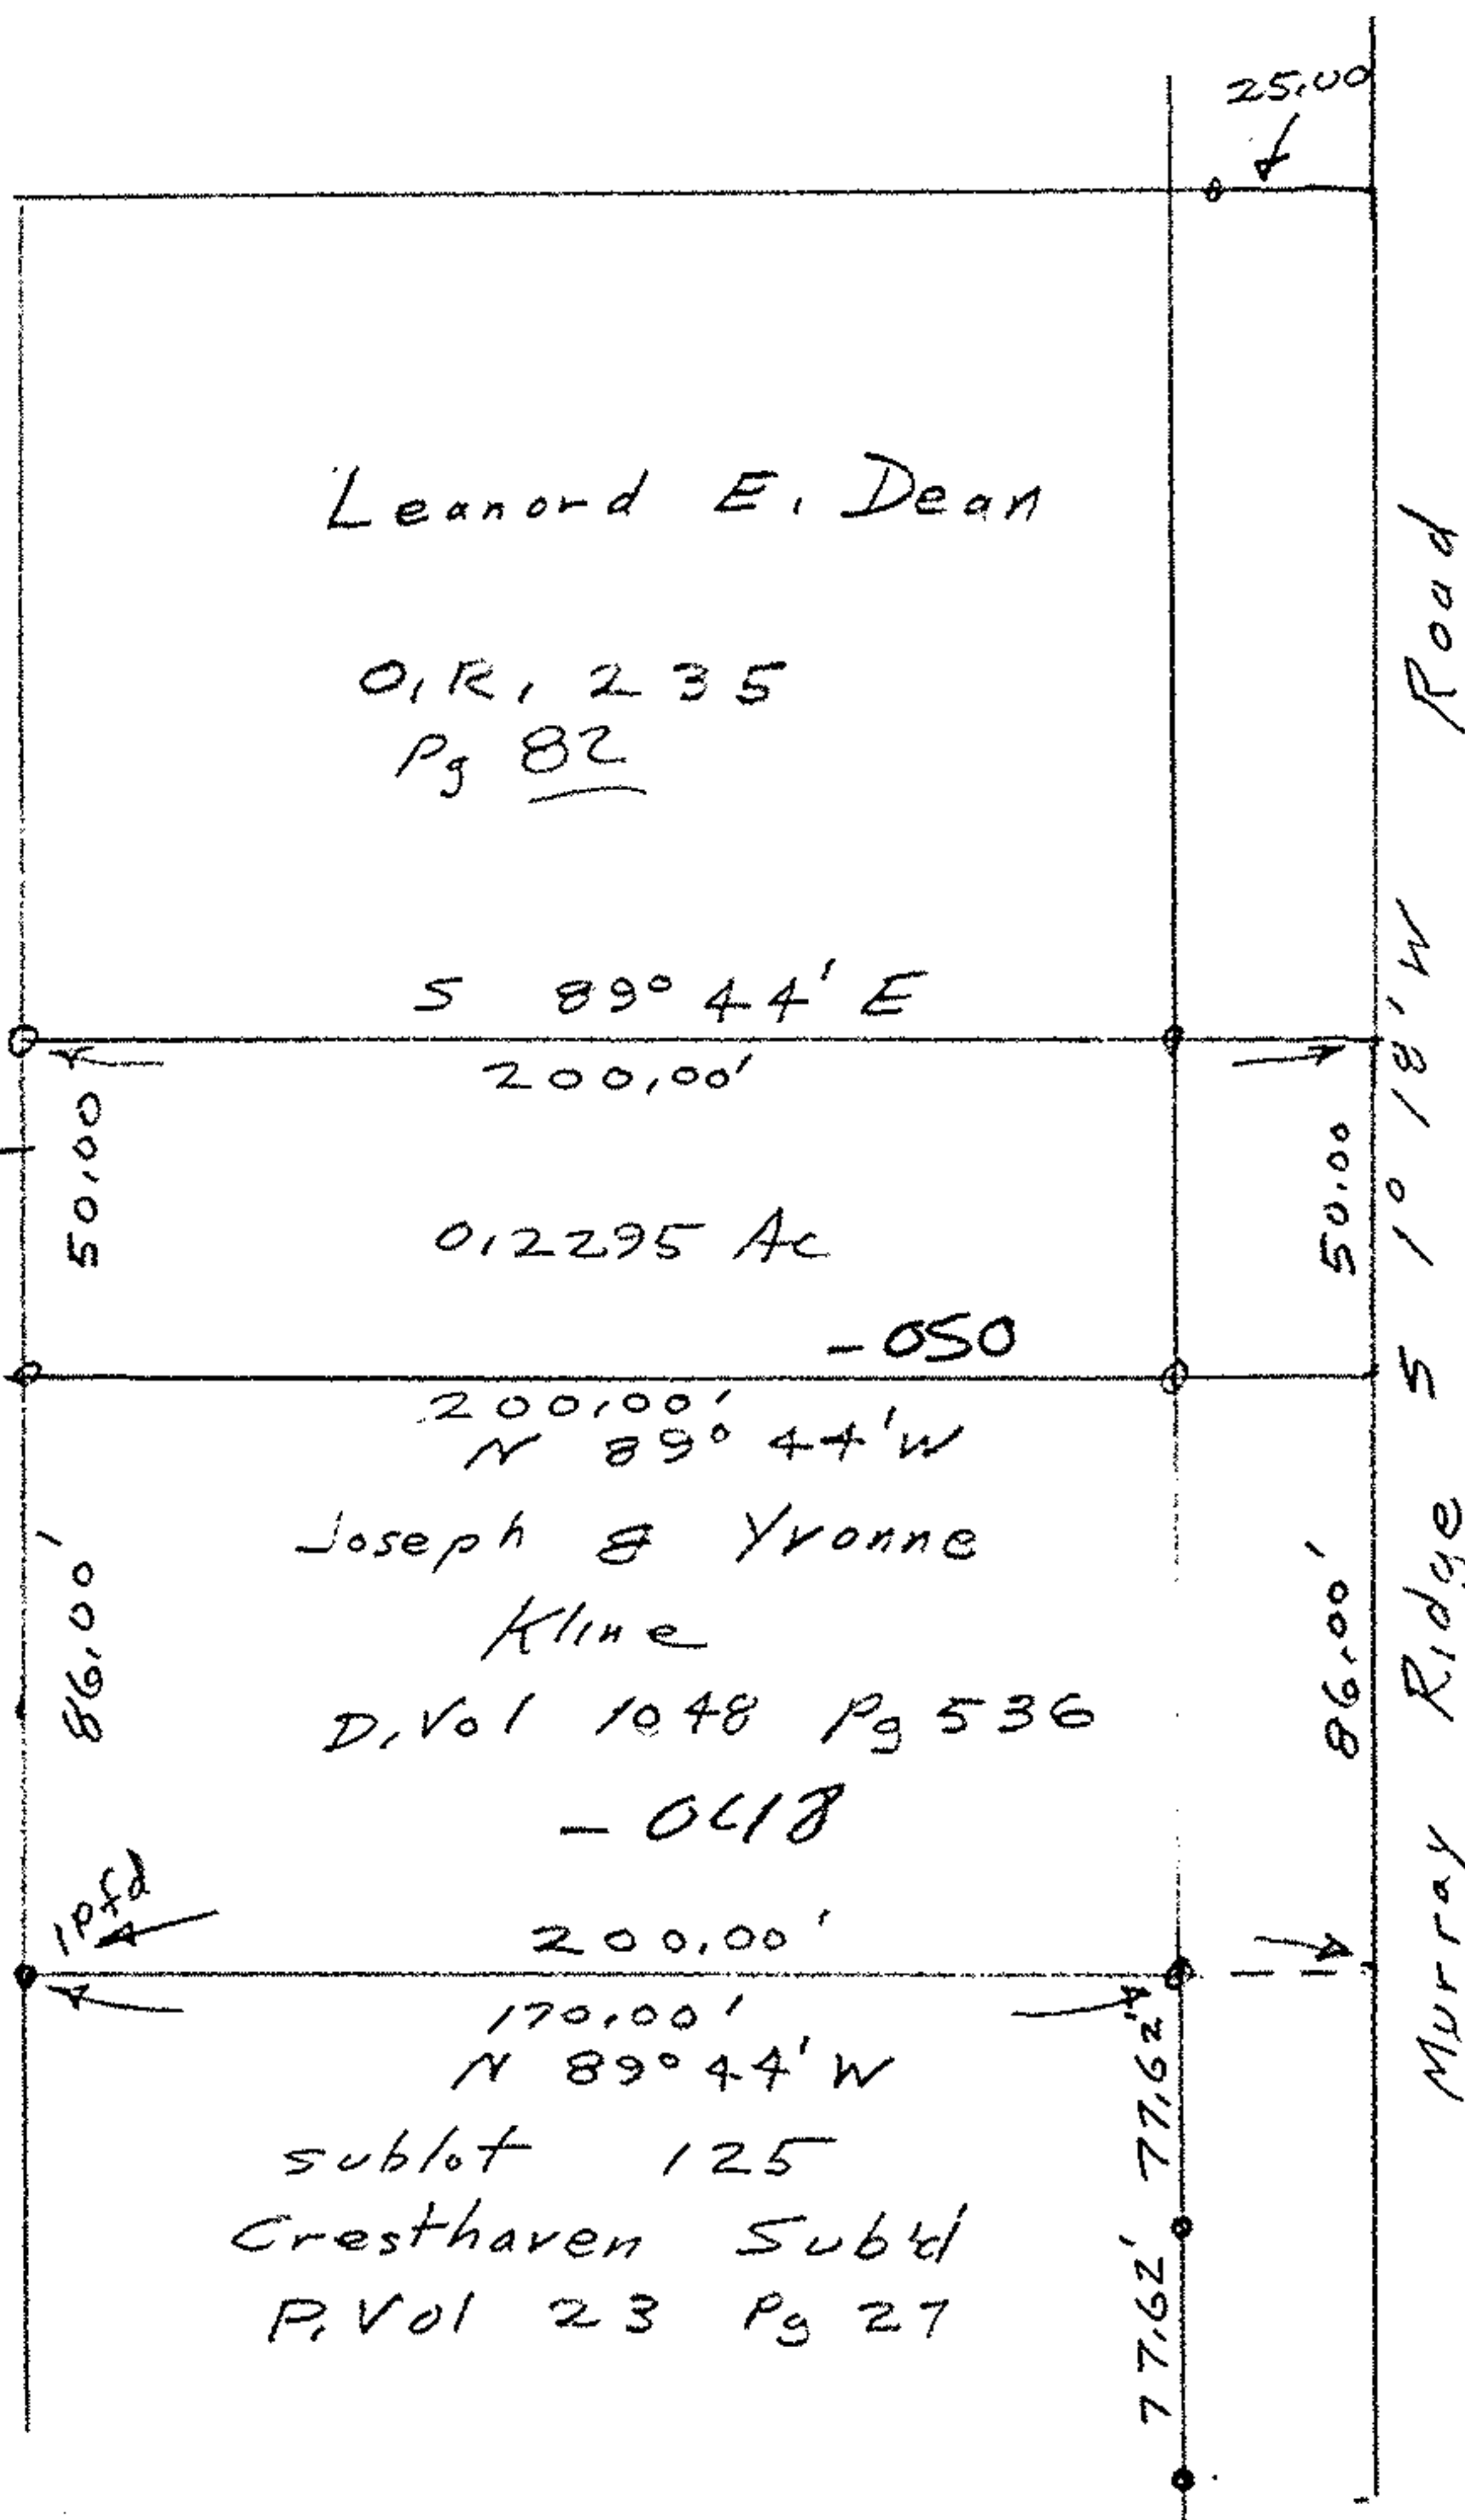 25.00
Leanord E. Dean
O.R. 235
Pg 82
S 89° 44' E
200.00'
50.00
50.00
0.2295 Ac
-050
200.00'
N 89° 44' W
Joseph & Yvonne
Kline
D.Vol 1048 Pg 536
-048
86.00'
86.00'
ipfd
200.00'
170.00'
N 89° 44' W
sublot 125
Cresthaven Sub'd
P.Vol 23 Pg 27
77.62'
77.62'
Murray Ridge Road
S 1° 18' W